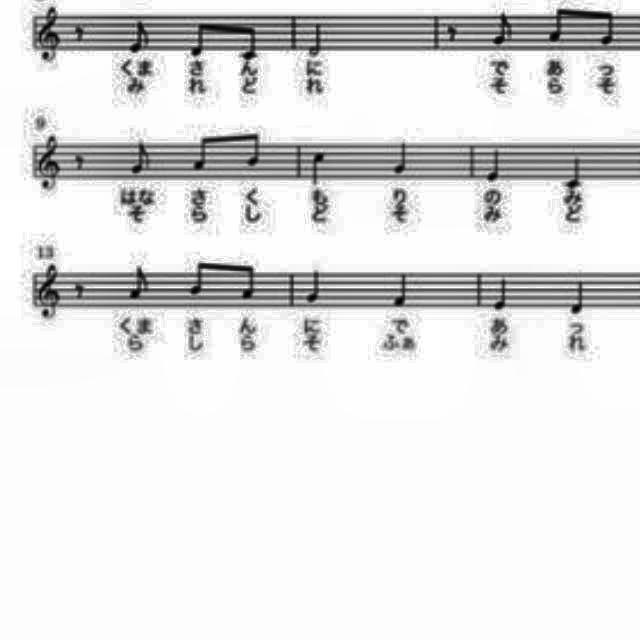 くま さ ん に で あ っ
み れ ど れ そ ら そ
9
はな さ く も り の み
そ ら し ど そ み ど
13
くま さ ん に で あ っ
ら し ら そ ふぁ み れ